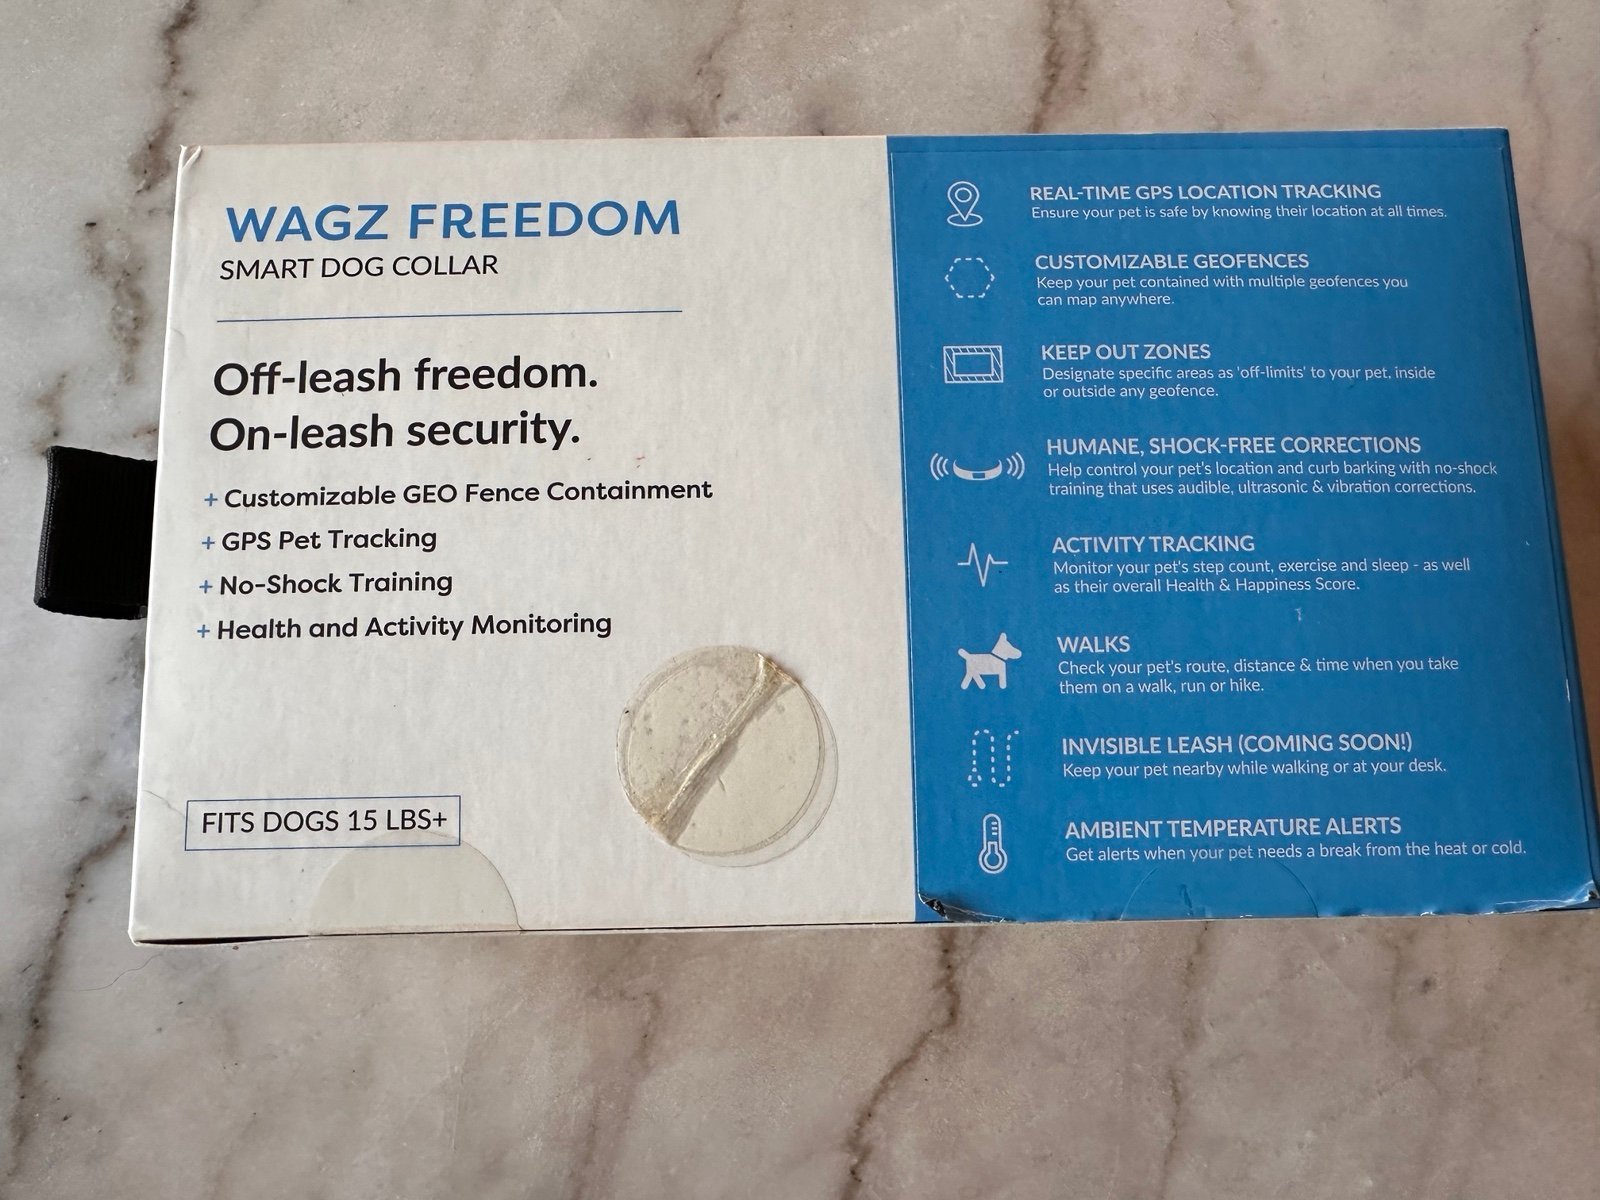 WAGZ FREEDOM
SMART DOG COLLAR
Off-leash freedom.
On-leash security.
+ Customizable GEO Fence Containment
+ GPS Pet Tracking
+ No-Shock Training
+ Health and Activity Monitoring
FITS DOGS 15 LBS+
REAL-TIME GPS LOCATION TRACKING
Ensure your pet is safe by knowing their location at all times.
CUSTOMIZABLE GEOFENCES
Keep your pet contained with multiple geofences you
can map anywhere.
KEEP OUT ZONES
Designate specific areas as 'off-limits' to your pet, inside
or outside any geofence.
HUMANE, SHOCK-FREE CORRECTIONS
Help control your pet's location and curb barking with no-shock
training that uses audible, ultrasonic & vibration corrections.
ACTIVITY TRACKING
Monitor your pet's step count, exercise and sleep - as well
as their overall Health & Happiness Score.
WALKS
Check your pet's route, distance & time when you take
them on a walk, run or hike.
INVISIBLE LEASH (COMING SOON!)
Keep your pet nearby while walking or at your desk.
AMBIENT TEMPERATURE ALERTS
Get alerts when your pet needs a break from the heat or cold.